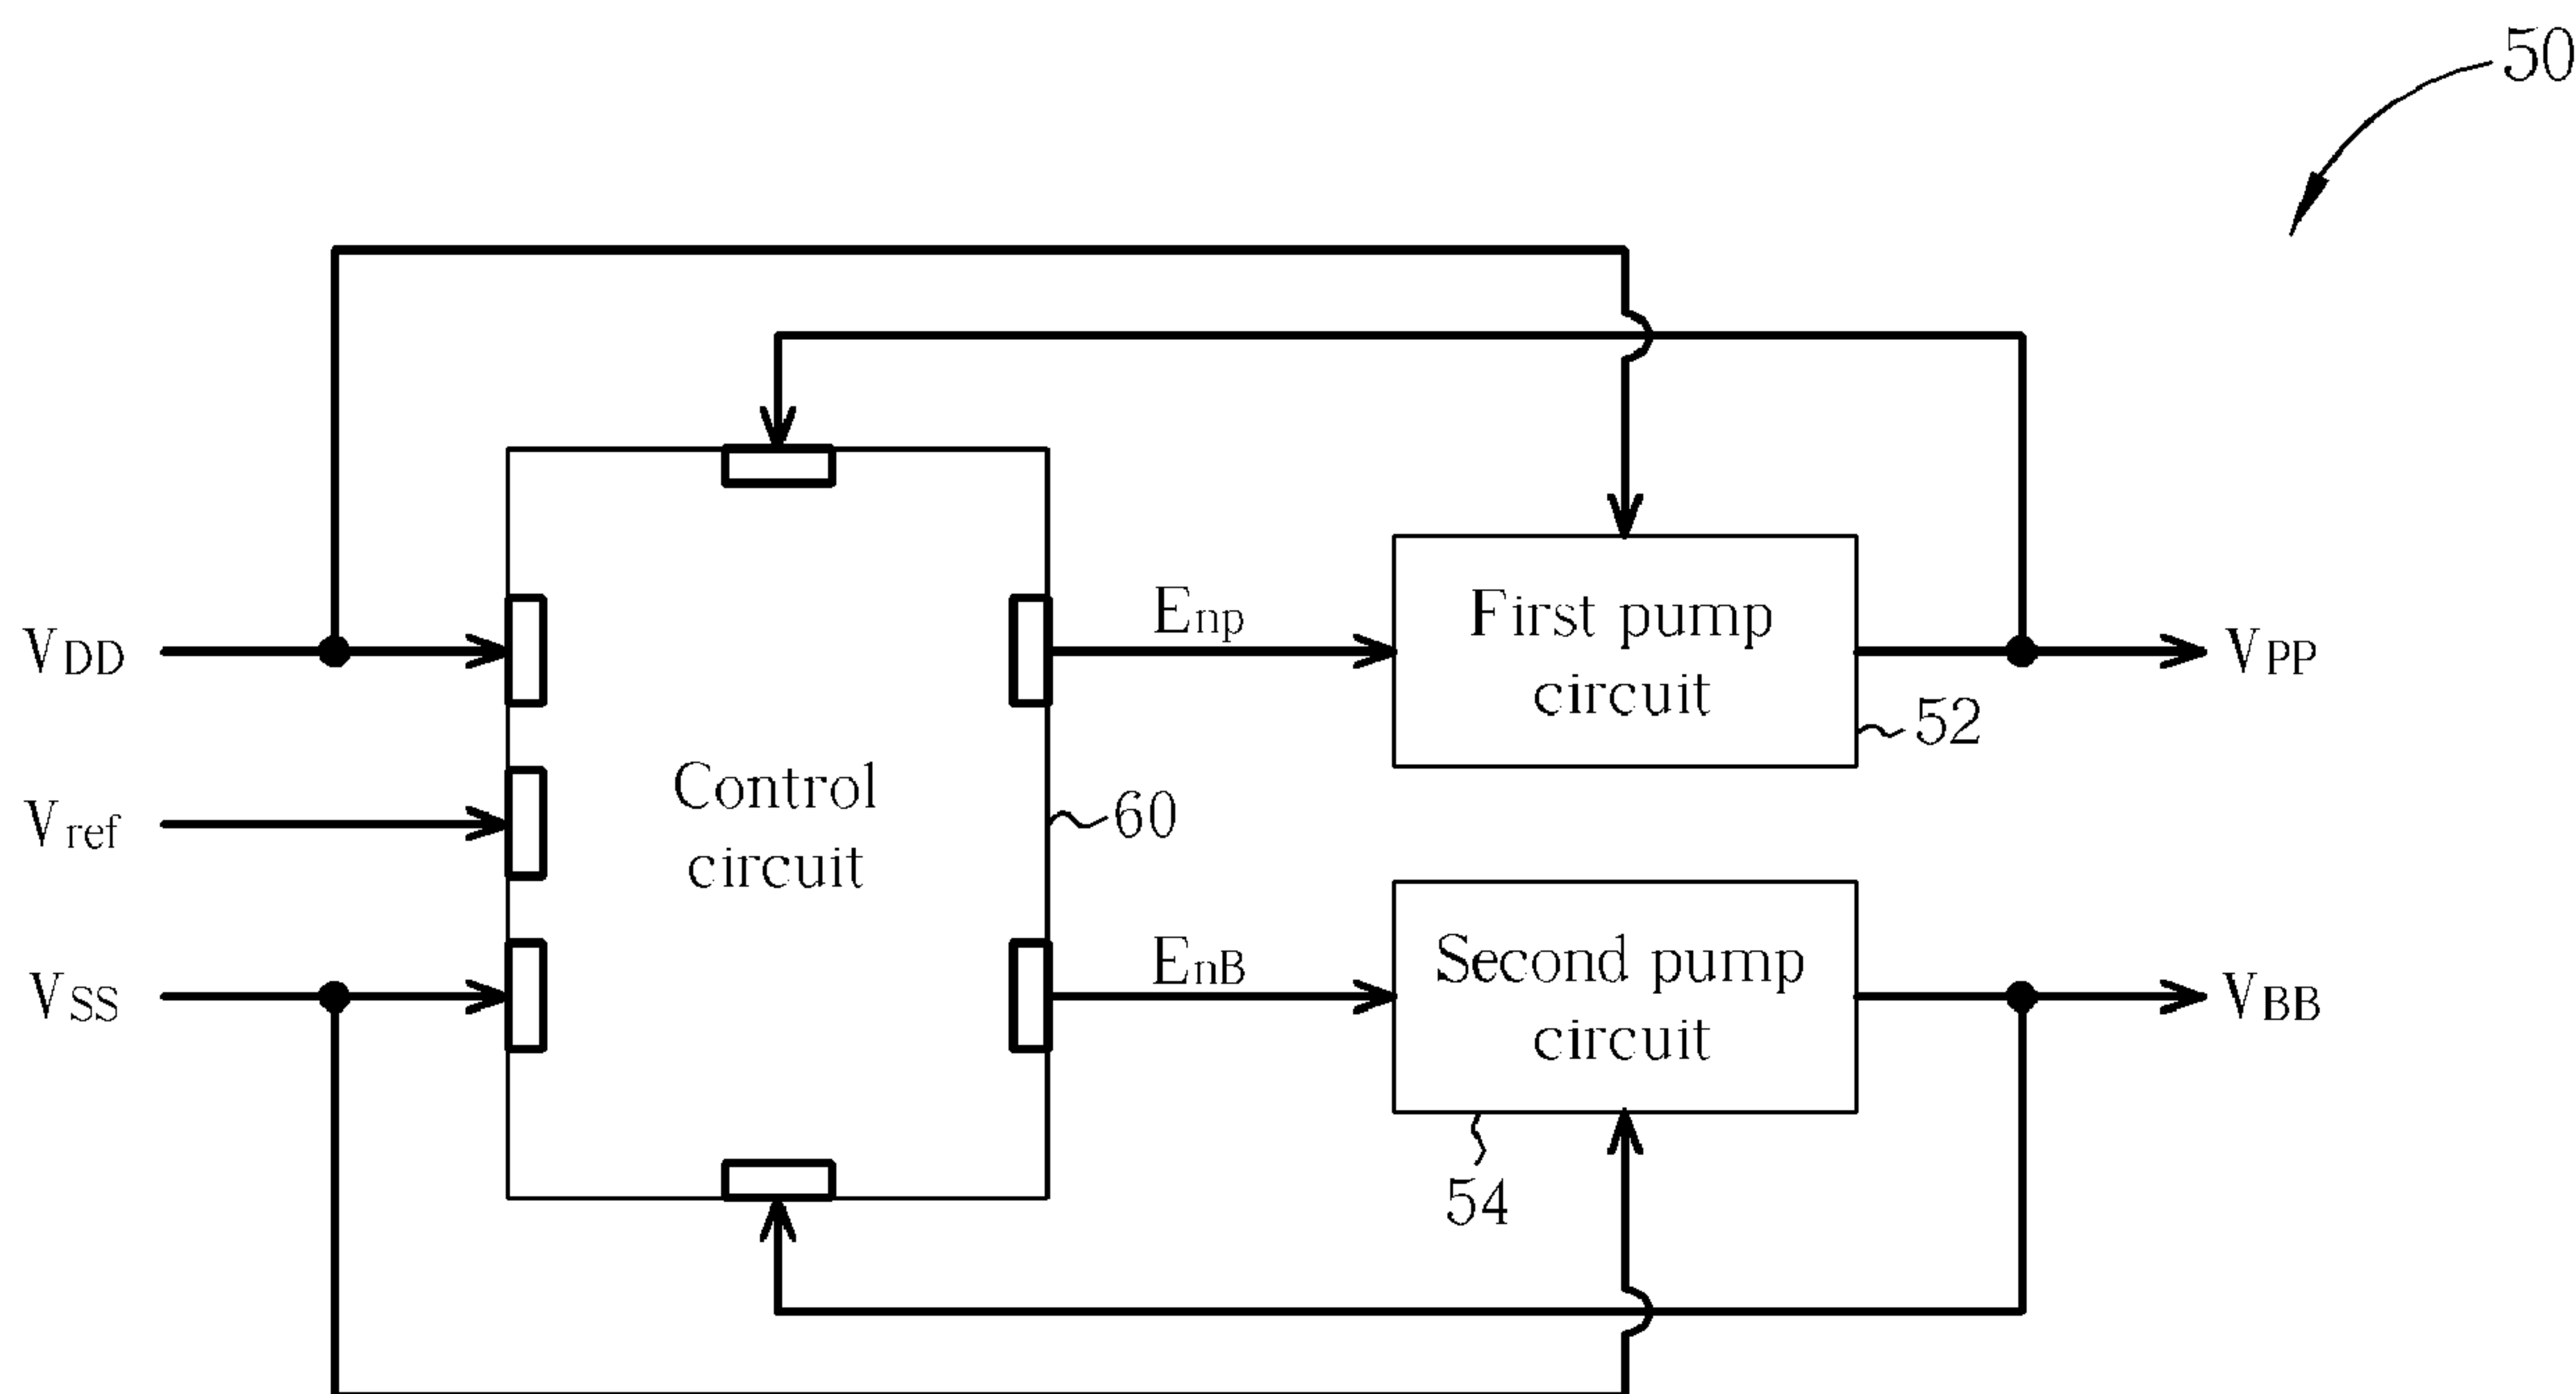 50
VDD
Vref
VSS
Control
circuit
60
Enp
EnB
First pump
circuit
52
Second pump
circuit
54
VPP
VBB